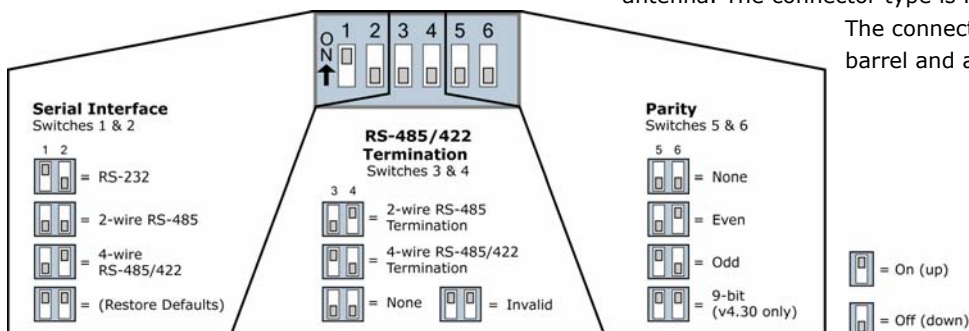 antenna. The connector type is
The connect
barrel and a
ON 1 2 3 4 5 6
Serial Interface
Switches 1 & 2
1 2
= RS-232
= 2-wire RS-485
= 4-wire
RS-485/422
= (Restore Defaults)
RS-485/422
Termination
Switches 3 & 4
3 4
= 2-wire RS-485
Termination
= 4-wire RS-485/422
Termination
= None
= Invalid
Parity
Switches 5 & 6
5 6
= None
= Even
= Odd
= 9-bit
(v4.30 only)
= On (up)
= Off (down)